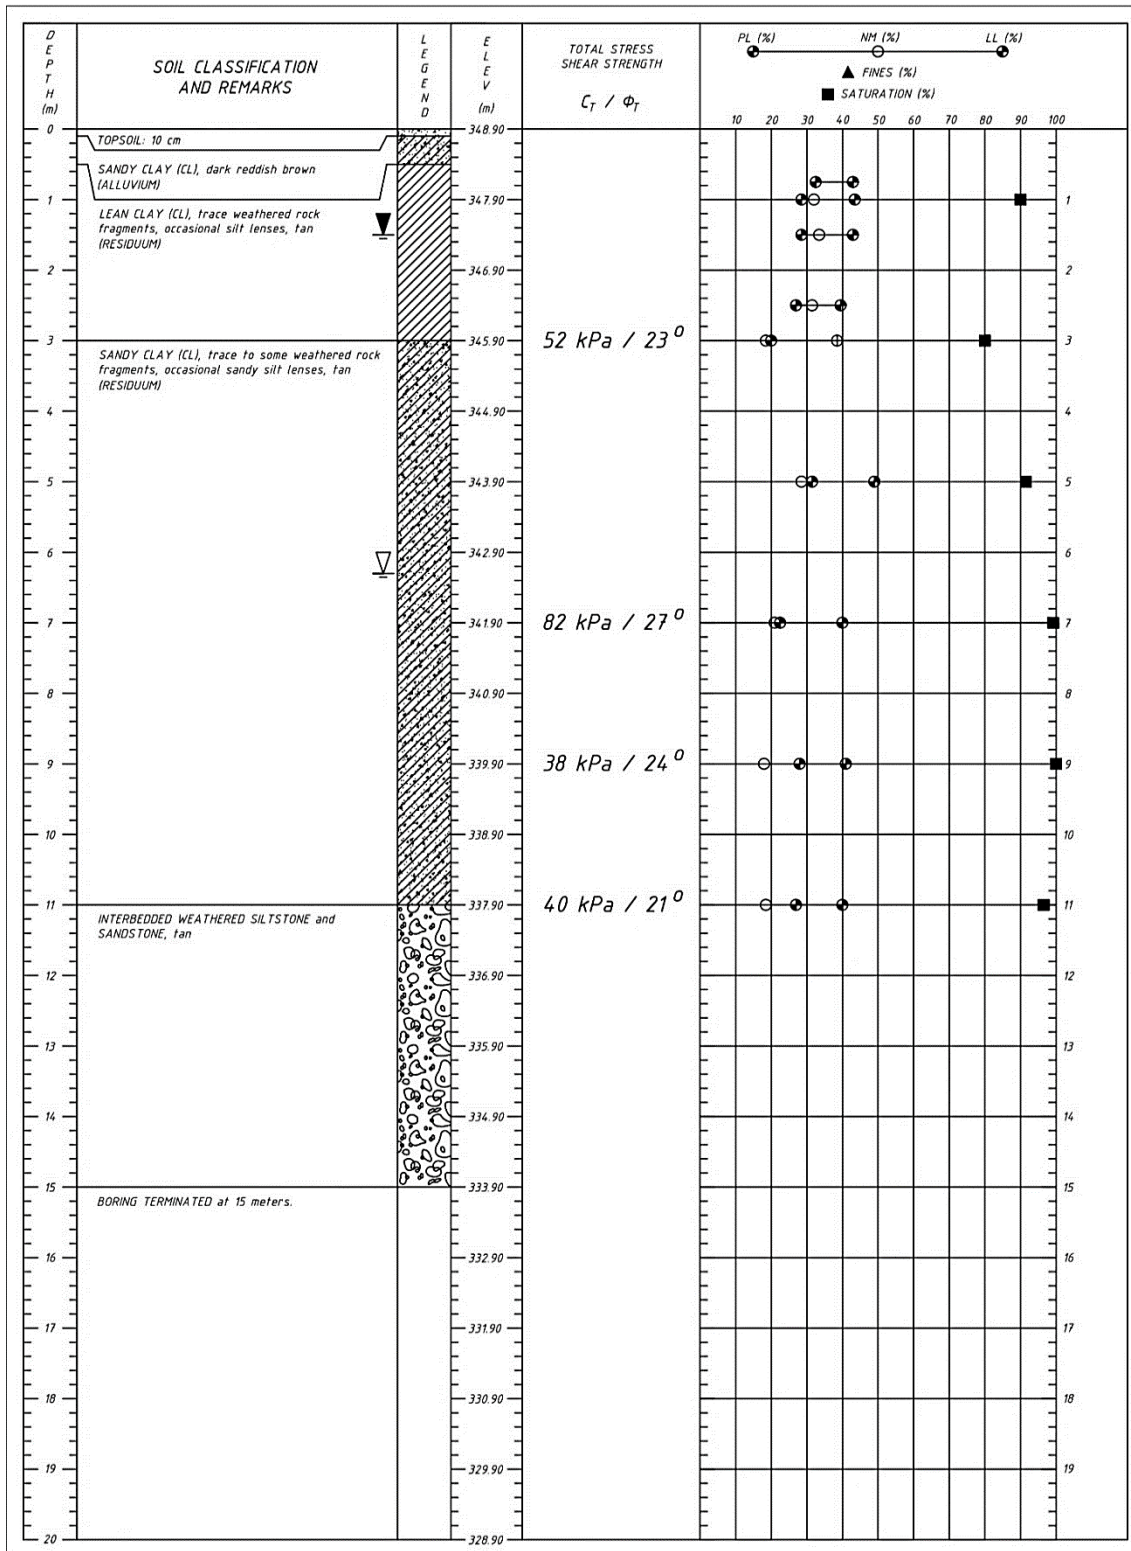 DEPTH
(m)
SOIL CLASSIFICATION
AND REMARKS
LEGEND
ELEV
(m)
TOTAL STRESS
SHEAR STRENGTH
C_T / Φ_T
PL (%) NM (%) LL (%)
▲ FINES (%)
■ SATURATION (%)
10 20 30 40 50 60 70 80 90 100
0 348.90
TOPSOIL: 10 cm
SANDY CLAY (CL), dark reddish brown
(ALLUVIUM)
1 347.90 1
LEAN CLAY (CL), trace weathered rock
fragments, occasional silt lenses, tan
(RESIDUUM)
2 346.90 2
3 345.90 52 kPa / 23° 3
SANDY CLAY (CL), trace to some weathered rock
fragments, occasional sandy silt lenses, tan
(RESIDUUM)
4 344.90 4
5 343.90 5
6 342.90 6
7 341.90 82 kPa / 27° 7
8 340.90 8
9 339.90 38 kPa / 24° 9
10 338.90 10
11 337.90 40 kPa / 21° 11
INTERBEDDED WEATHERED SILTSTONE and
SANDSTONE, tan
12 336.90 12
13 335.90 13
14 334.90 14
15 333.90 15
BORING TERMINATED at 15 meters.
16 332.90 16
17 331.90 17
18 330.90 18
19 329.90 19
20 328.90